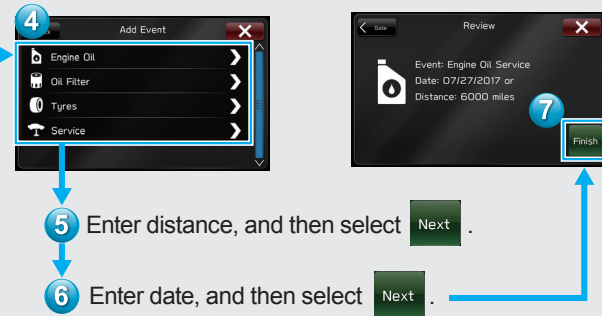 4
Add Event
Engine Oil
Oil Filter
Tyres
Service
Date
Review
Event: Engine Oil Service
Date: 07/27/2017 or
Distance: 6000 miles
7
Finish
5 Enter distance, and then select Next .
6 Enter date, and then select Next .